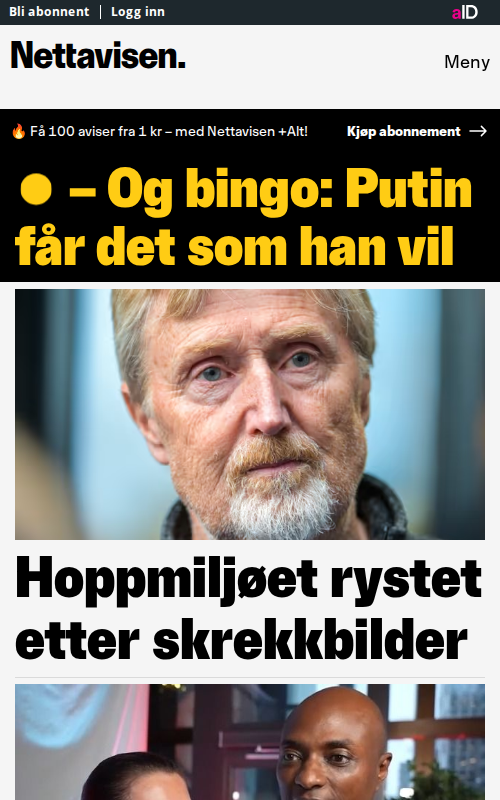 Bli abonnent | Logg inn
aID
Nettavisen.
Meny
🔥 Få 100 aviser fra 1 kr – med Nettavisen +Alt!
Kjøp abonnement →
– Og bingo: Putin
får det som han vil
Hoppmiljøet rystet
etter skrekkbilder